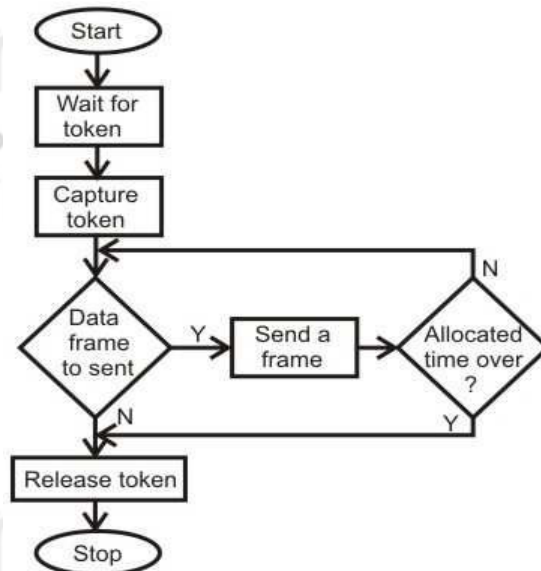 Start
Wait for
token
Capture
token
Data
frame
to sent
Y
Send a
frame
Allocated
time over
?
N
N
Y
Release token
Stop